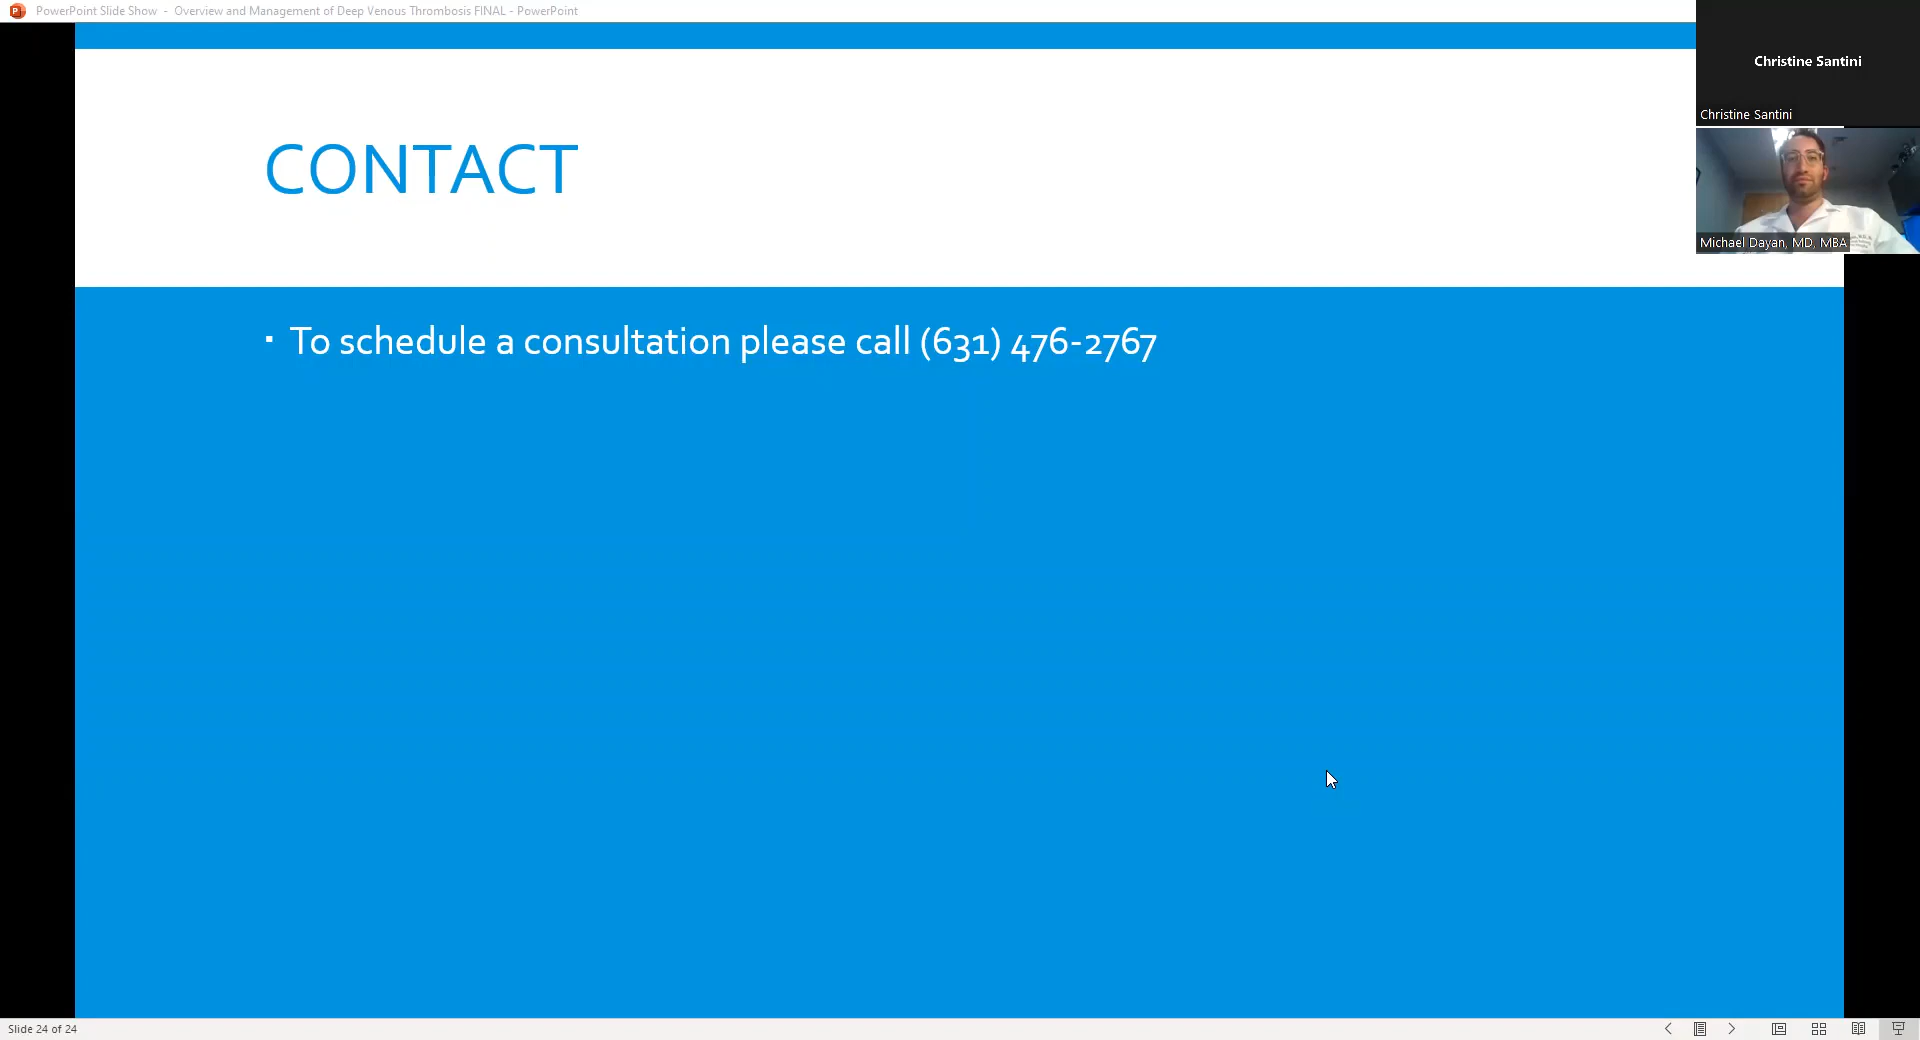 PowerPoint Slide Show - Overview and Management of Deep Venous Thrombosis FINAL - PowerPoint
Christine Santini
Christine Santini
Michael Dayan, MD, MBA
CONTACT
▪ To schedule a consultation please call (631) 476-2767
Slide 24 of 24